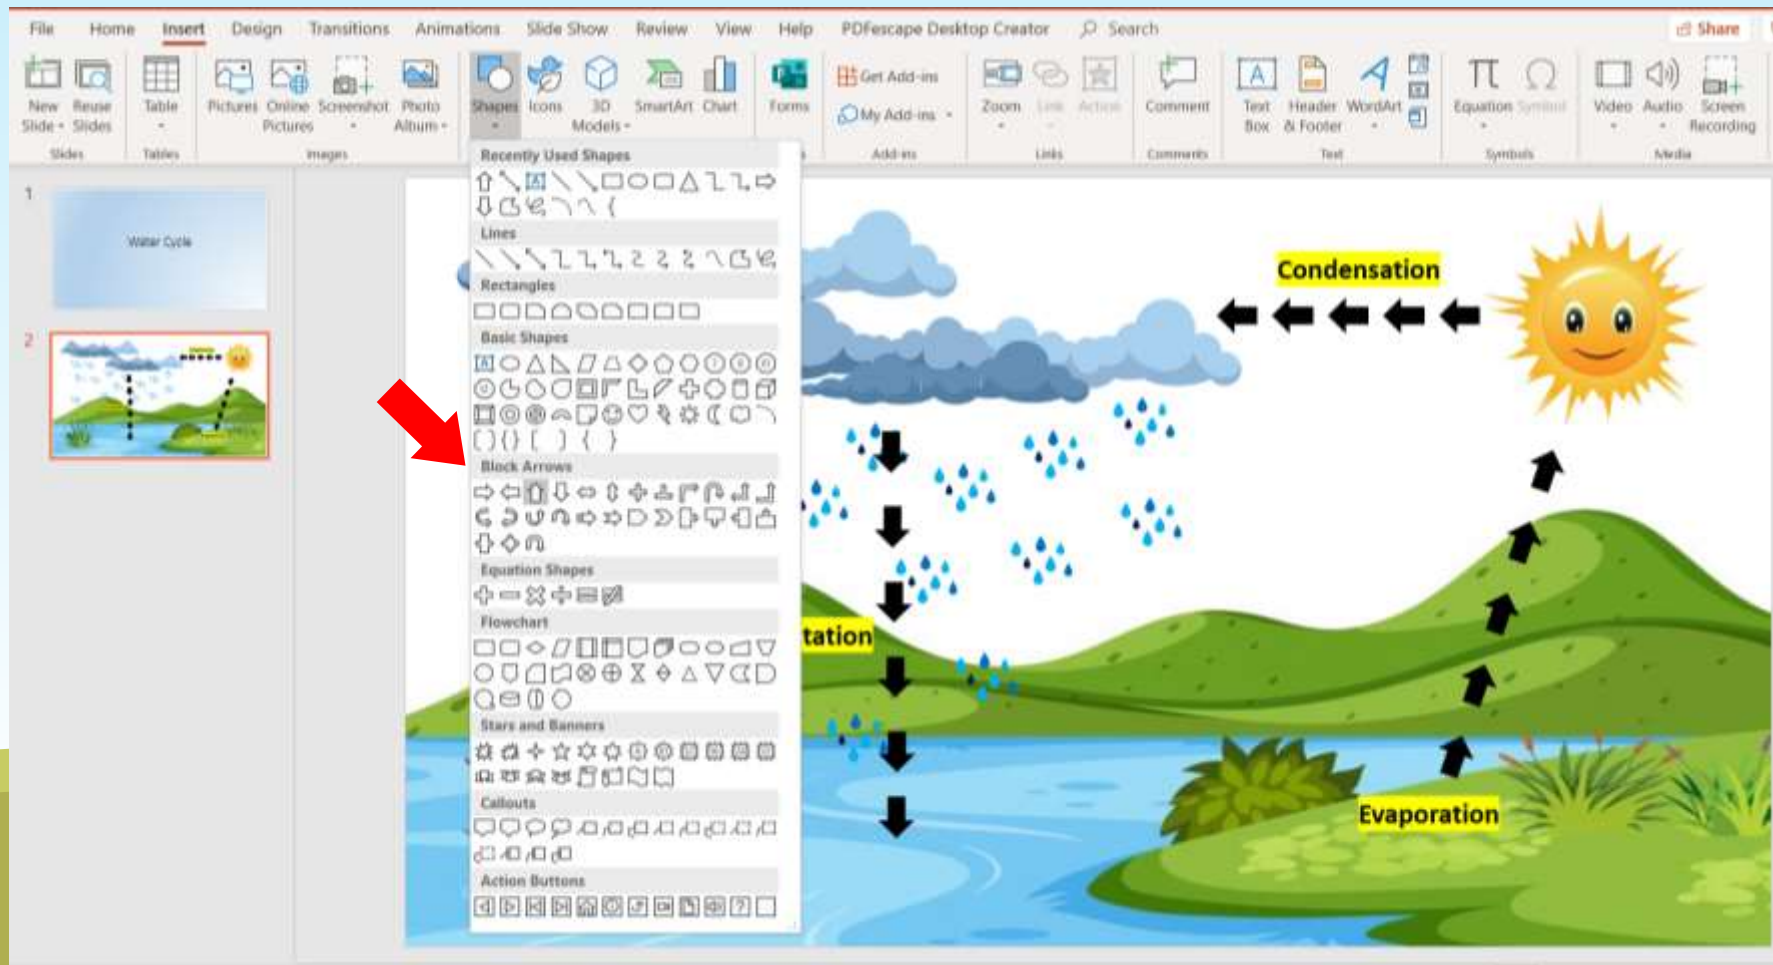 File Home Insert Design Transitions Animations Slide Show Review View Help PDFescape Desktop Creator Search Share
New Slide
Reuse Slides
Table
Pictures
Online Pictures
Screenshot
Photo Album
Shapes
Icons
3D Models
SmartArt
Chart
Forms
Get Add-ins
My Add-ins
Zoom
Link
Action
Comment
Text Box
Header & Footer
WordArt
Equation
Symbol
Video
Audio
Screen Recording
Slides
Tables
Images
Add-ins
Links
Comments
Text
Symbols
Media
1
Water Cycle
2
Recently Used Shapes
Lines
Rectangles
Basic Shapes
Block Arrows
Equation Shapes
Flowchart
Stars and Banners
Callouts
Action Buttons
Condensation
tation
Evaporation